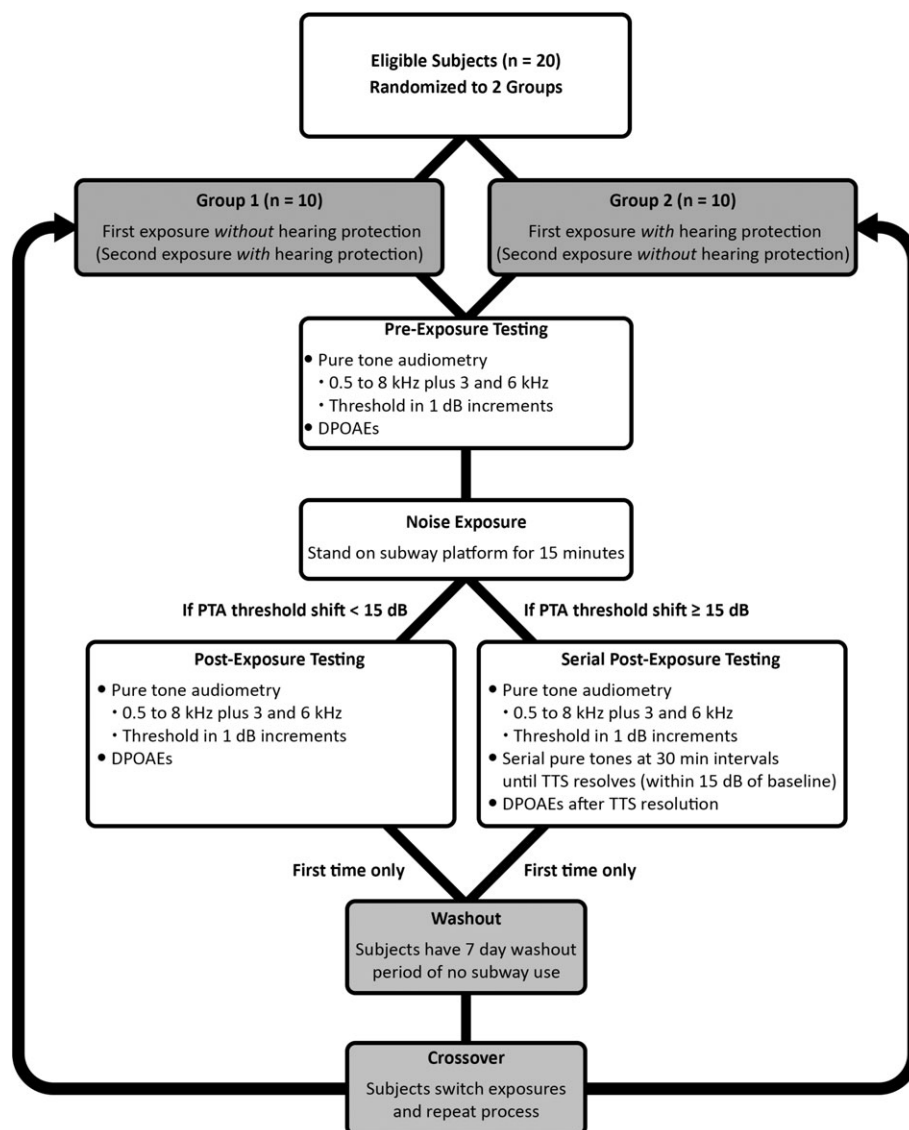 Eligible Subjects (n = 20)
Randomized to 2 Groups
Group 1 (n = 10)
First exposure without hearing protection
(Second exposure with hearing protection)
Group 2 (n = 10)
First exposure with hearing protection
(Second exposure without hearing protection)
Pre-Exposure Testing
• Pure tone audiometry
• 0.5 to 8 kHz plus 3 and 6 kHz
• Threshold in 1 dB increments
• DPOAEs
Noise Exposure
Stand on subway platform for 15 minutes
If PTA threshold shift < 15 dB
If PTA threshold shift ≥ 15 dB
Post-Exposure Testing
• Pure tone audiometry
• 0.5 to 8 kHz plus 3 and 6 kHz
• Threshold in 1 dB increments
• DPOAEs
Serial Post-Exposure Testing
• Pure tone audiometry
• 0.5 to 8 kHz plus 3 and 6 kHz
• Threshold in 1 dB increments
• Serial pure tones at 30 min intervals
until TTS resolves (within 15 dB of baseline)
• DPOAEs after TTS resolution
First time only
First time only
Washout
Subjects have 7 day washout
period of no subway use
Crossover
Subjects switch exposures
and repeat process